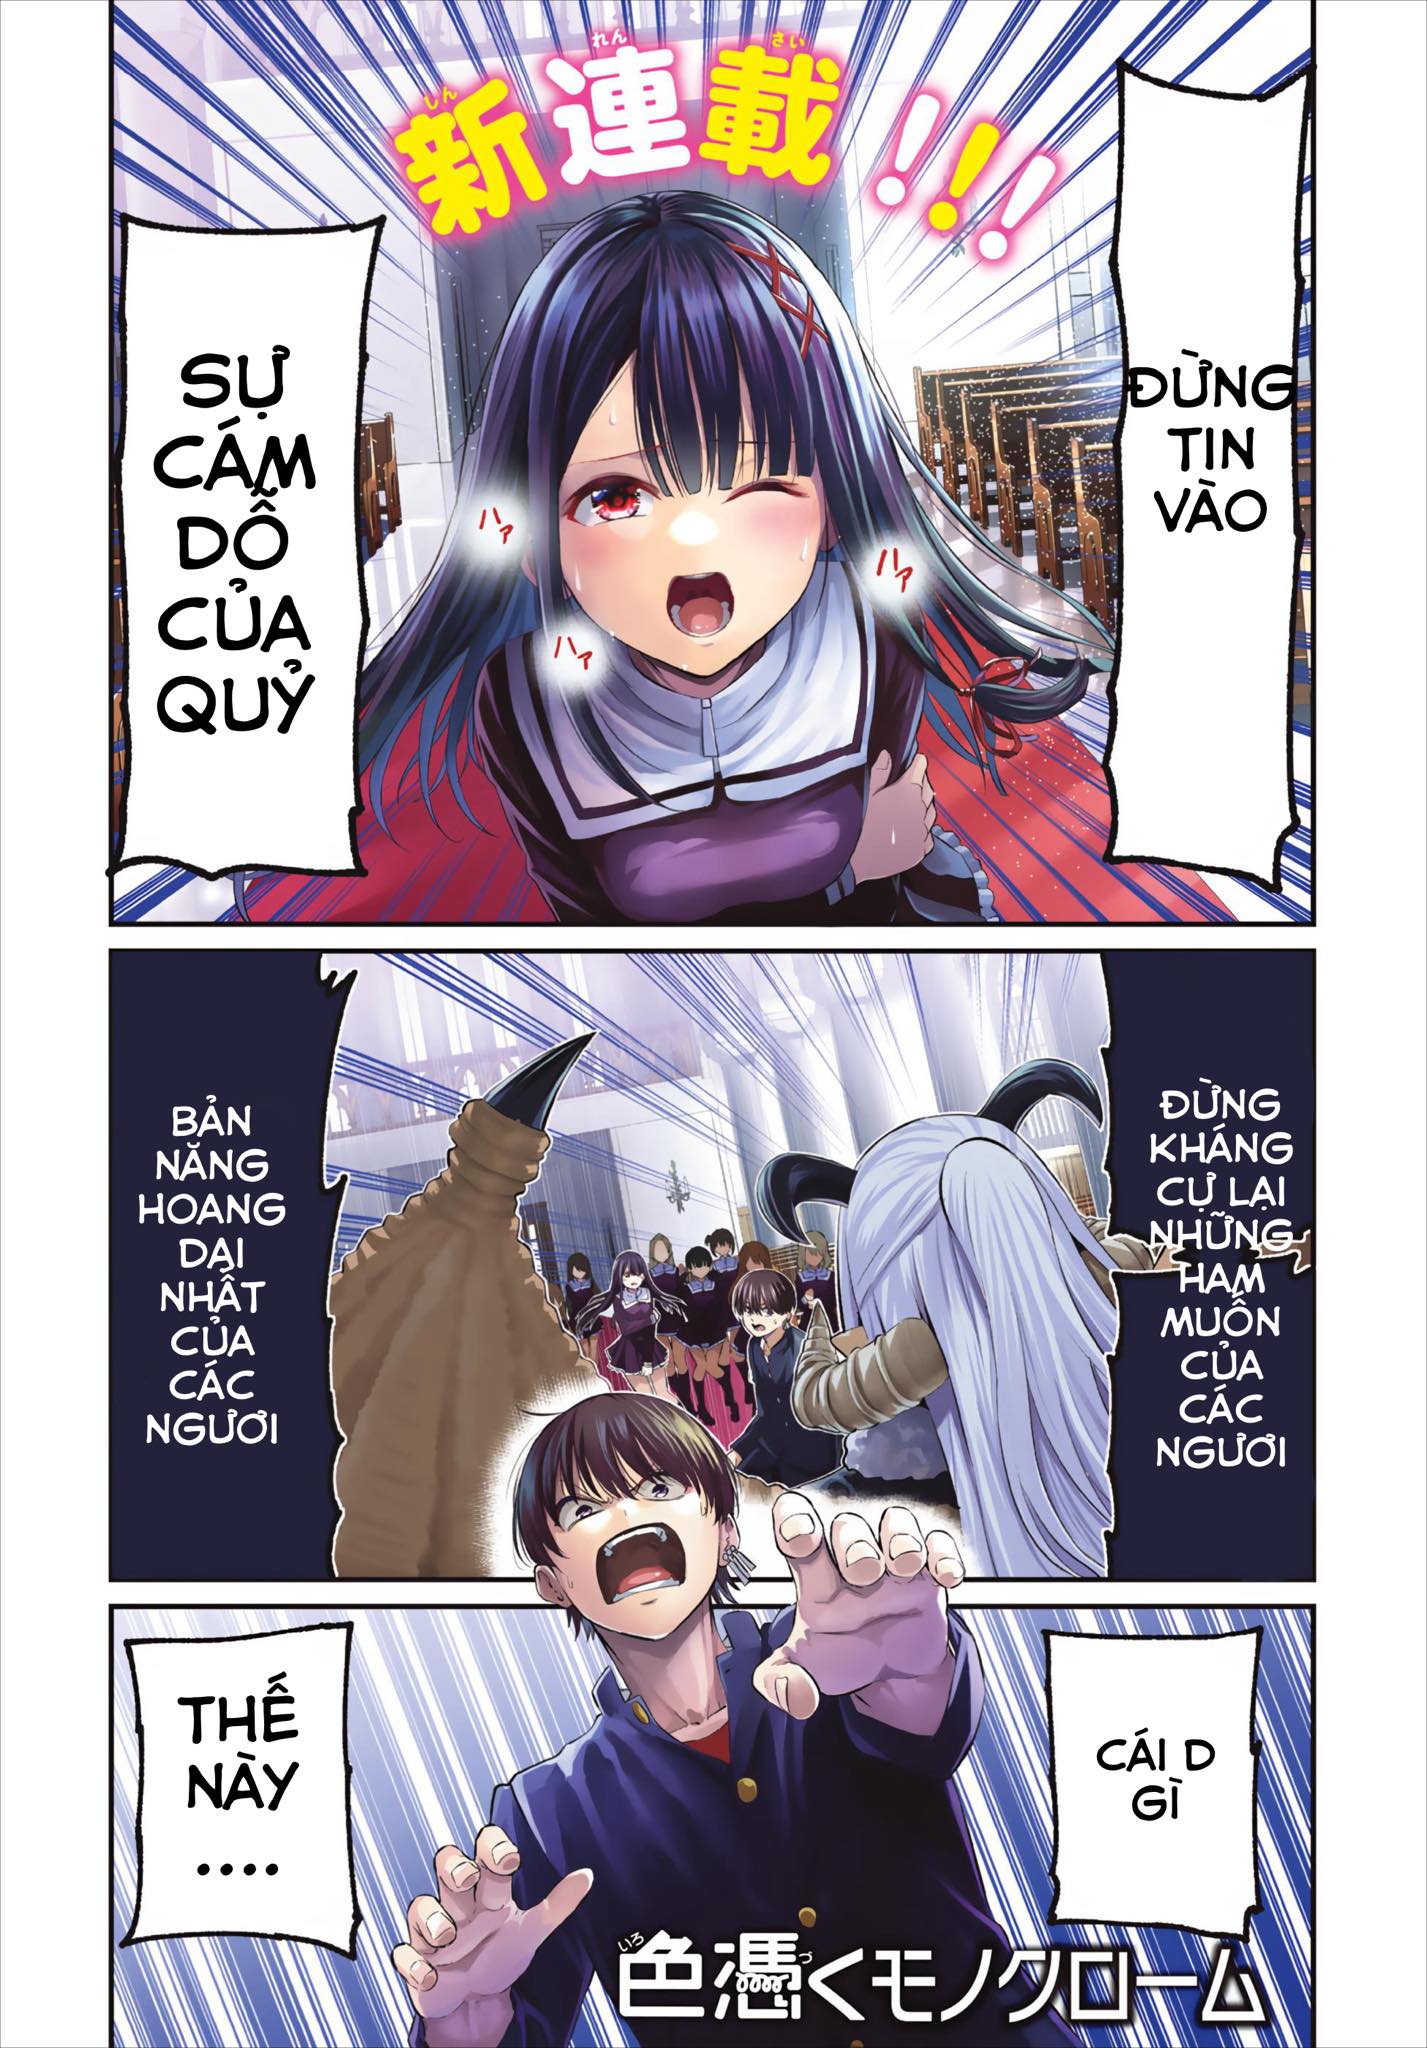 しん れん さい
新連載!!!
ĐỪNG
TIN
VÀO
SỰ
CÁM
DỖ
CỦA
QUỶ
ハァ
ハァ
ハァ
ĐỪNG
KHÁNG
CỰ LẠI
NHỮNG
HAM
MUỐN
CỦA
CÁC
NGƯƠI
BẢN
NĂNG
HOANG
DẠI
NHẤT
CỦA
CÁC
NGƯƠI
CÁI D
GÌ
THẾ
NÀY
....
いろ づ
色憑くモノクローム